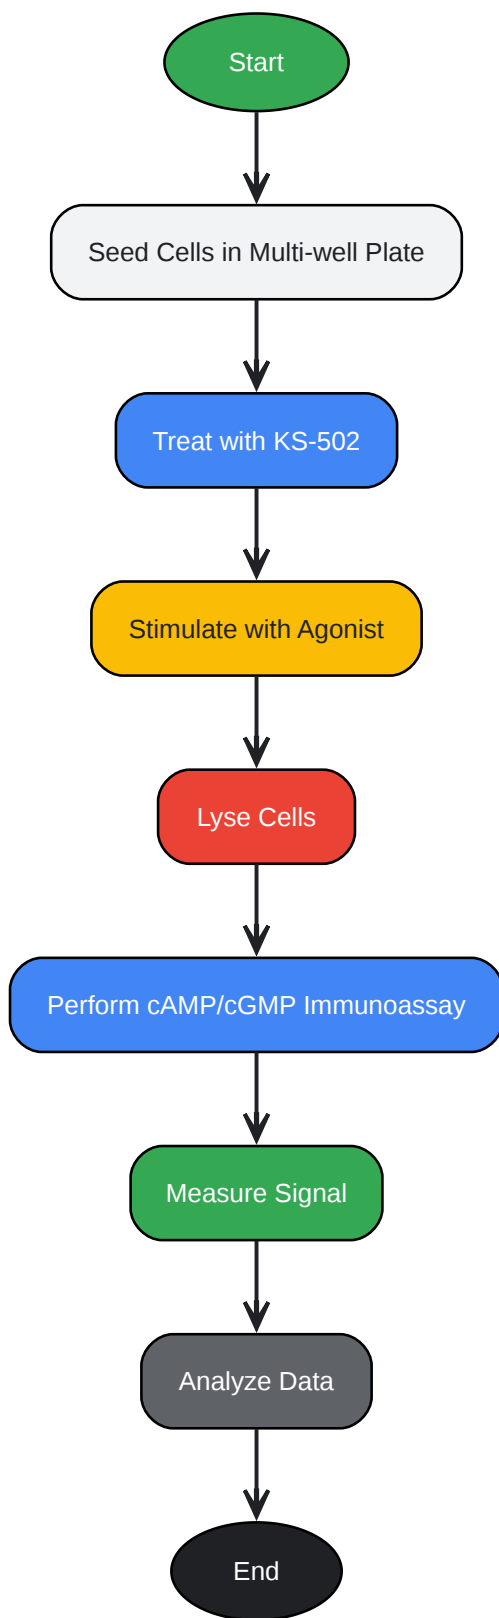 Start
Seed Cells in Multi-well Plate
Treat with KS-502
Stimulate with Agonist
Lyse Cells
Perform cAMP/cGMP Immunoassay
Measure Signal
Analyze Data
End